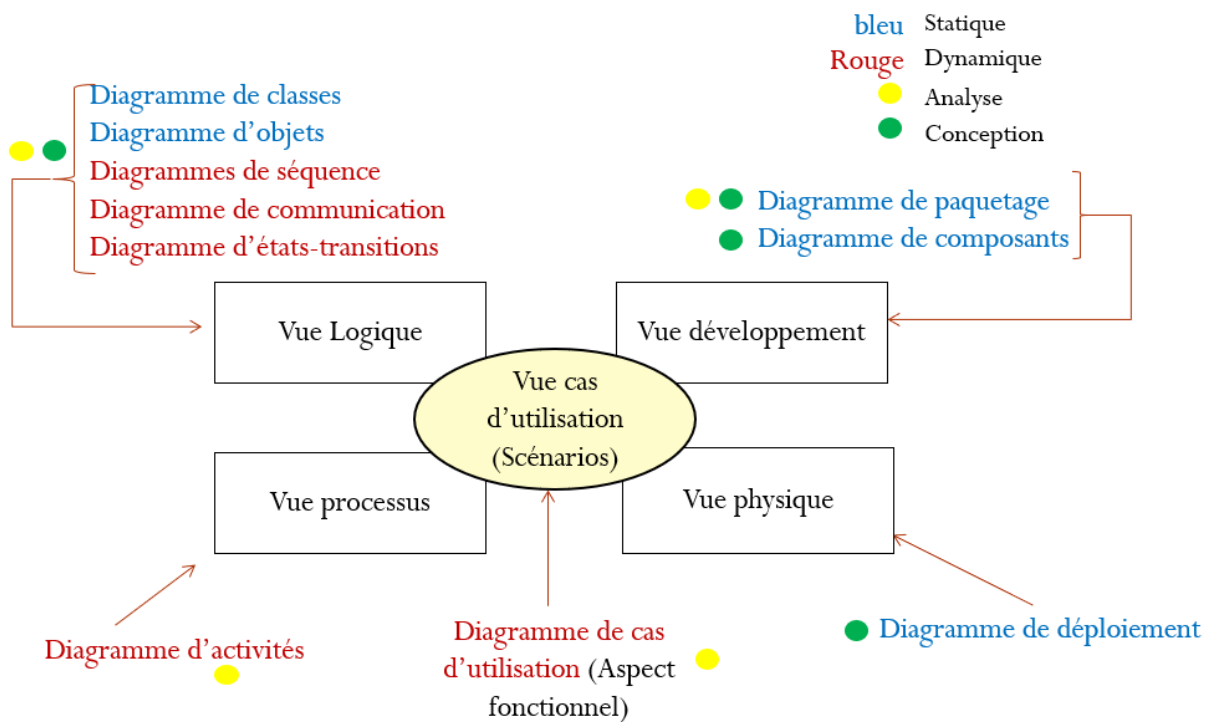 bleu Statique
Rouge Dynamique
Analyse
Conception
Diagramme de classes
Diagramme d’objets
Diagrammes de séquence
Diagramme de communication
Diagramme d’états-transitions
Diagramme de paquetage
Diagramme de composants
Vue Logique
Vue développement
Vue cas
d’utilisation
(Scénarios)
Vue processus
Vue physique
Diagramme d’activités
Diagramme de cas
d’utilisation (Aspect
fonctionnel)
Diagramme de déploiement